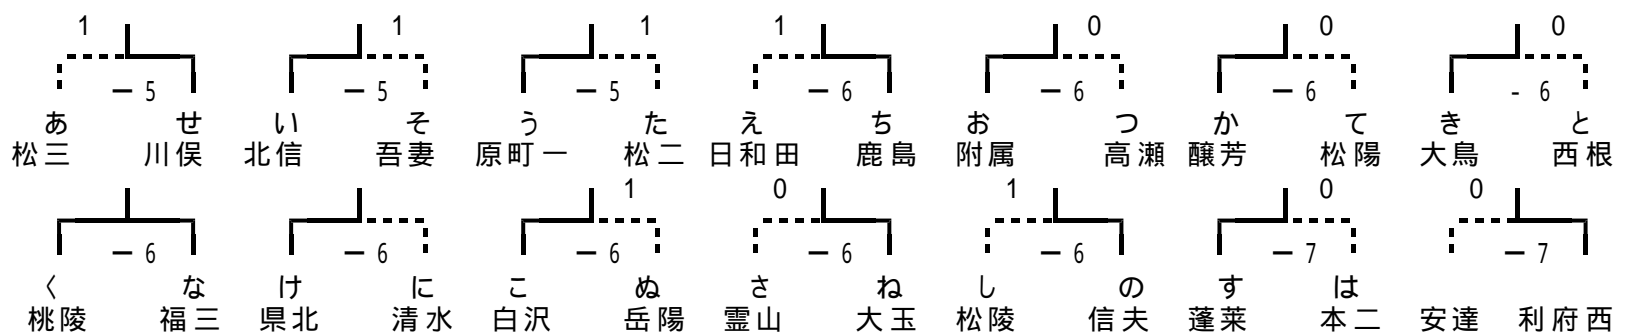 1 1 1 1 0 0 0
ー 5 ー 5 ー 5 ー 6 ー 6 ー 6 - 6
あ せ い そ う た え ち お つ か て き と
松三 川俣 北信 吾妻 原町一 松二 日和田 鹿島 附属 高瀬 醸芳 松陽 大鳥 西根
1 0 1 0 0
ー 6 ー 6 ー 6 ー 6 ー 6 ー 7 - 7
く な け に こ ぬ さ ね し の す は
桃陵 福三 県北 清水 白沢 岳陽 霊山 大玉 松陵 信夫 蓬莱 本二 安達 利府西